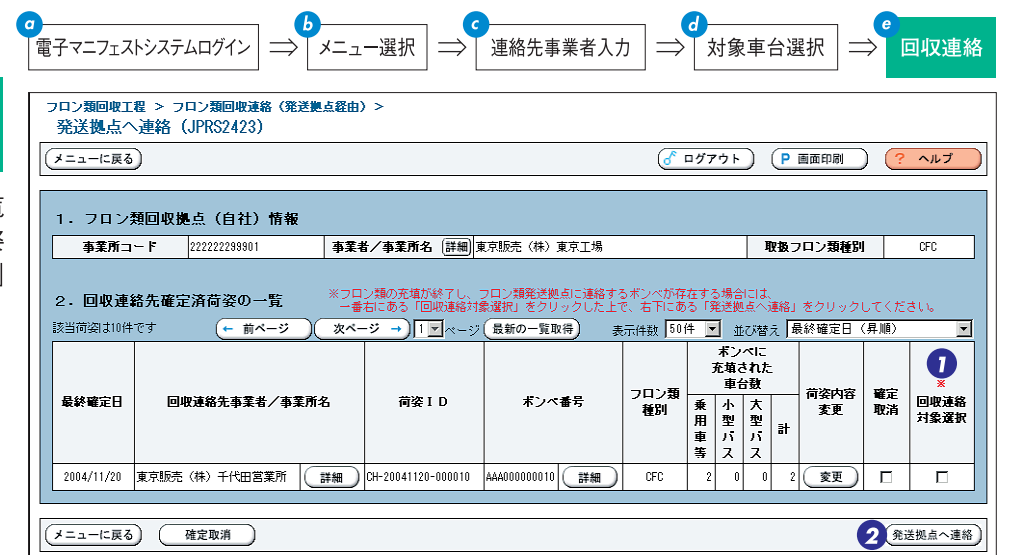 a b c d e
電子マニフェストシステムログイン ⇒ メニュー選択 ⇒ 連絡先事業者入力 ⇒ 対象車台選択 ⇒ 回収連絡
フロン類回収工程 > フロン類回収連絡（発送拠点経由）>
発送拠点へ連絡（JPRS2423）
メニューに戻る ログアウト P 画面印刷 ? ヘルプ
1．フロン類回収拠点（自社）情報
事業所コード 222222299901 事業者／事業所名 詳細 東京販売（株）東京工場 取扱フロン類種別 CFC
2．回収連絡先確定済荷姿の一覧
※フロン類の充填が終了し、フロン類発送拠点に連絡するボンベが存在する場合には、
一番右にある「回収連絡対象選択」をクリックした上で、右下にある「発送拠点へ連絡」をクリックしてください。
該当荷姿は10件です ← 前ページ 次ページ → 1 ページ 最新の一覧取得 表示件数 50件 並び替え 最終確定日（昇順）
最終確定日 回収連絡先事業者／事業所名 荷姿ＩＤ ボンベ番号 フロン類種別 ボンベに充填された車台数 乗用車等 小型バス 大型バス 計 荷姿内容変更 確定取消 1 ※ 回収連絡対象選択
2004/11/20 東京販売（株）千代田営業所 詳細 CH-20041120-000010 AAA000000010 詳細 CFC 2 0 0 2 変更
メニューに戻る 確定取消 2 発送拠点へ連絡